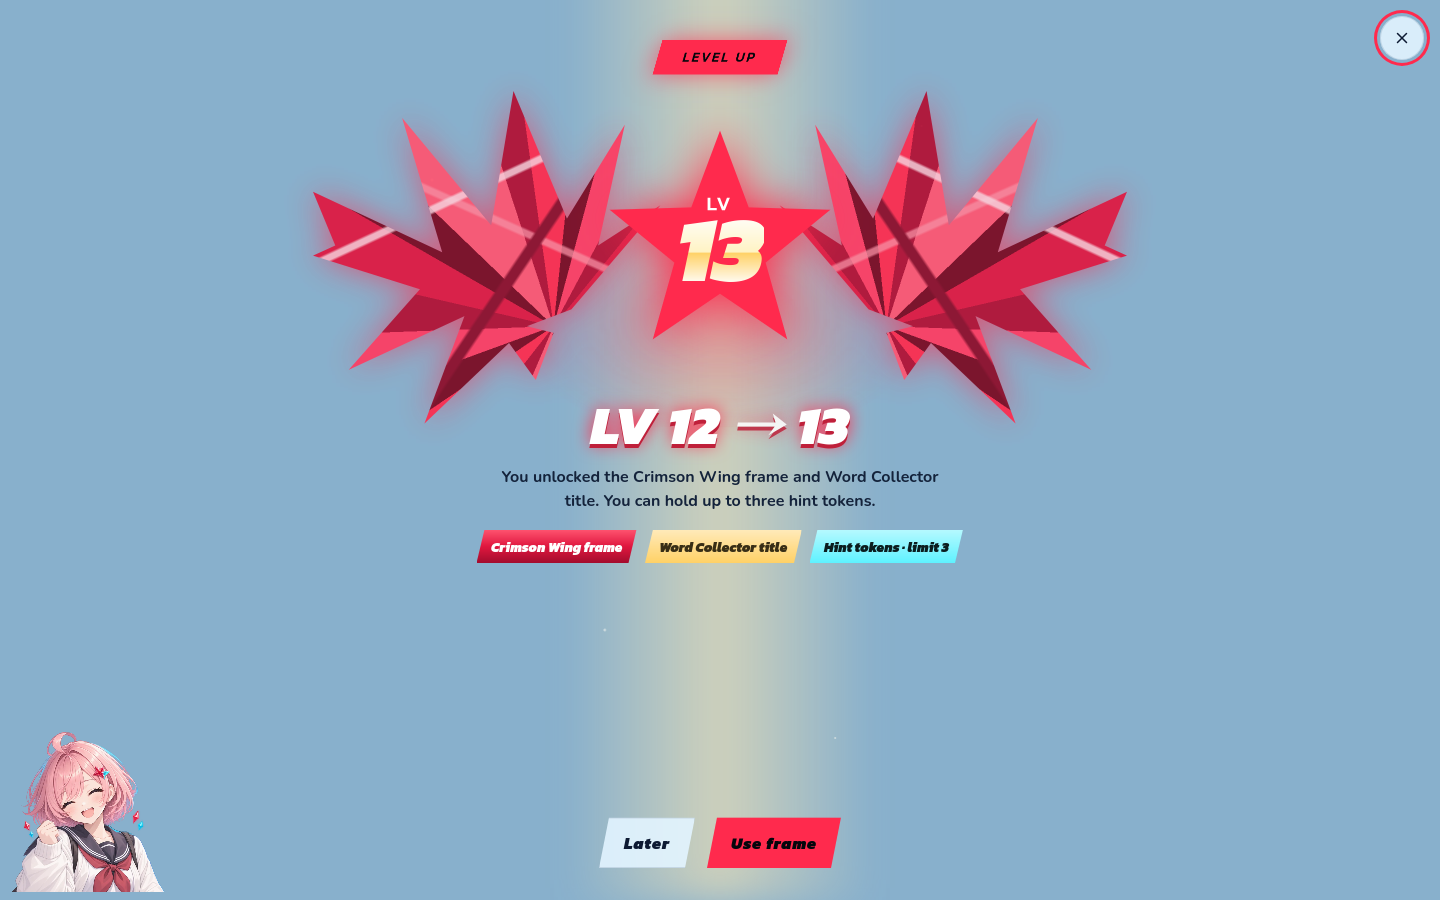 LEVEL UP
LV
13
LV 12 → 13
You unlocked the Crimson Wing frame and Word Collector
title. You can hold up to three hint tokens.
Crimson Wing frame
Word Collector title
Hint tokens · limit 3
Later
Use frame